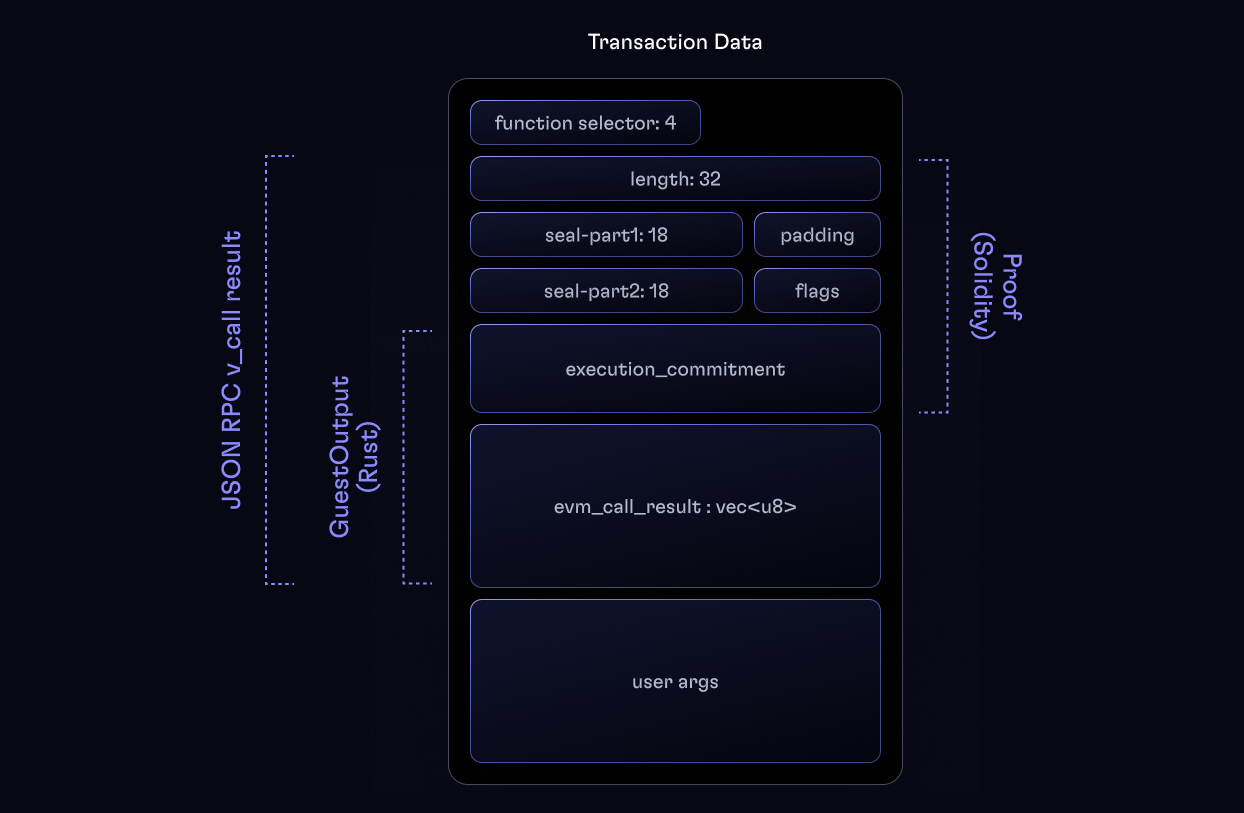 Transaction Data
function selector: 4
length: 32
seal-part1: 18
padding
seal-part2: 18
flags
execution_commitment
evm_call_result : vec<u8>
user args
JSON RPC v_call result
GuestOutput
(Rust)
Proof
(Solidity)